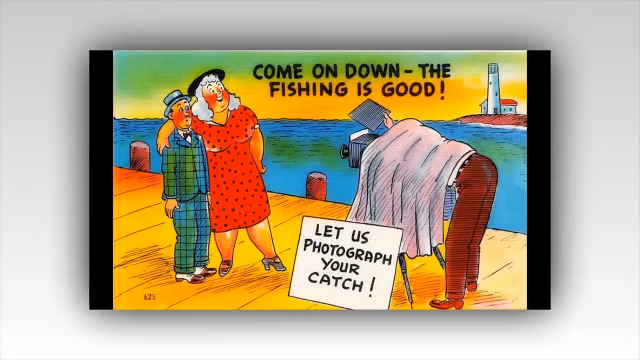 COME ON DOWN - THE
FISHING IS GOOD!
LET US
PHOTOGRAPH
YOUR
CATCH!
625